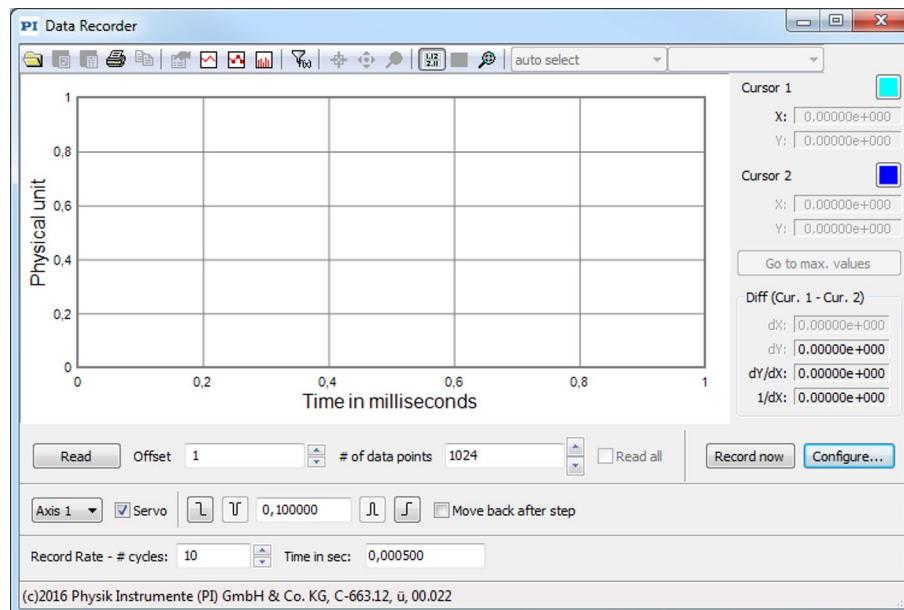 PI Data Recorder
auto select
1
0,8
0,6
0,4
0,2
0
Physical unit
0
0,2
0,4
0,6
0,8
1
Time in milliseconds
Cursor 1
X: 0.00000e+000
Y: 0.00000e+000
Cursor 2
X: 0.00000e+000
Y: 0.00000e+000
Go to max. values
Diff (Cur. 1 - Cur. 2)
dX: 0.00000e+000
dY: 0.00000e+000
dY/dX: 0.00000e+000
1/dX: 0.00000e+000
Read Offset 1 # of data points 1024 Read all Record now Configure...
Axis 1 Servo 0,100000 Move back after step
Record Rate - # cycles: 10 Time in sec: 0,000500
(c)2016 Physik Instrumente (PI) GmbH & Co. KG, C-663.12, ü, 00.022